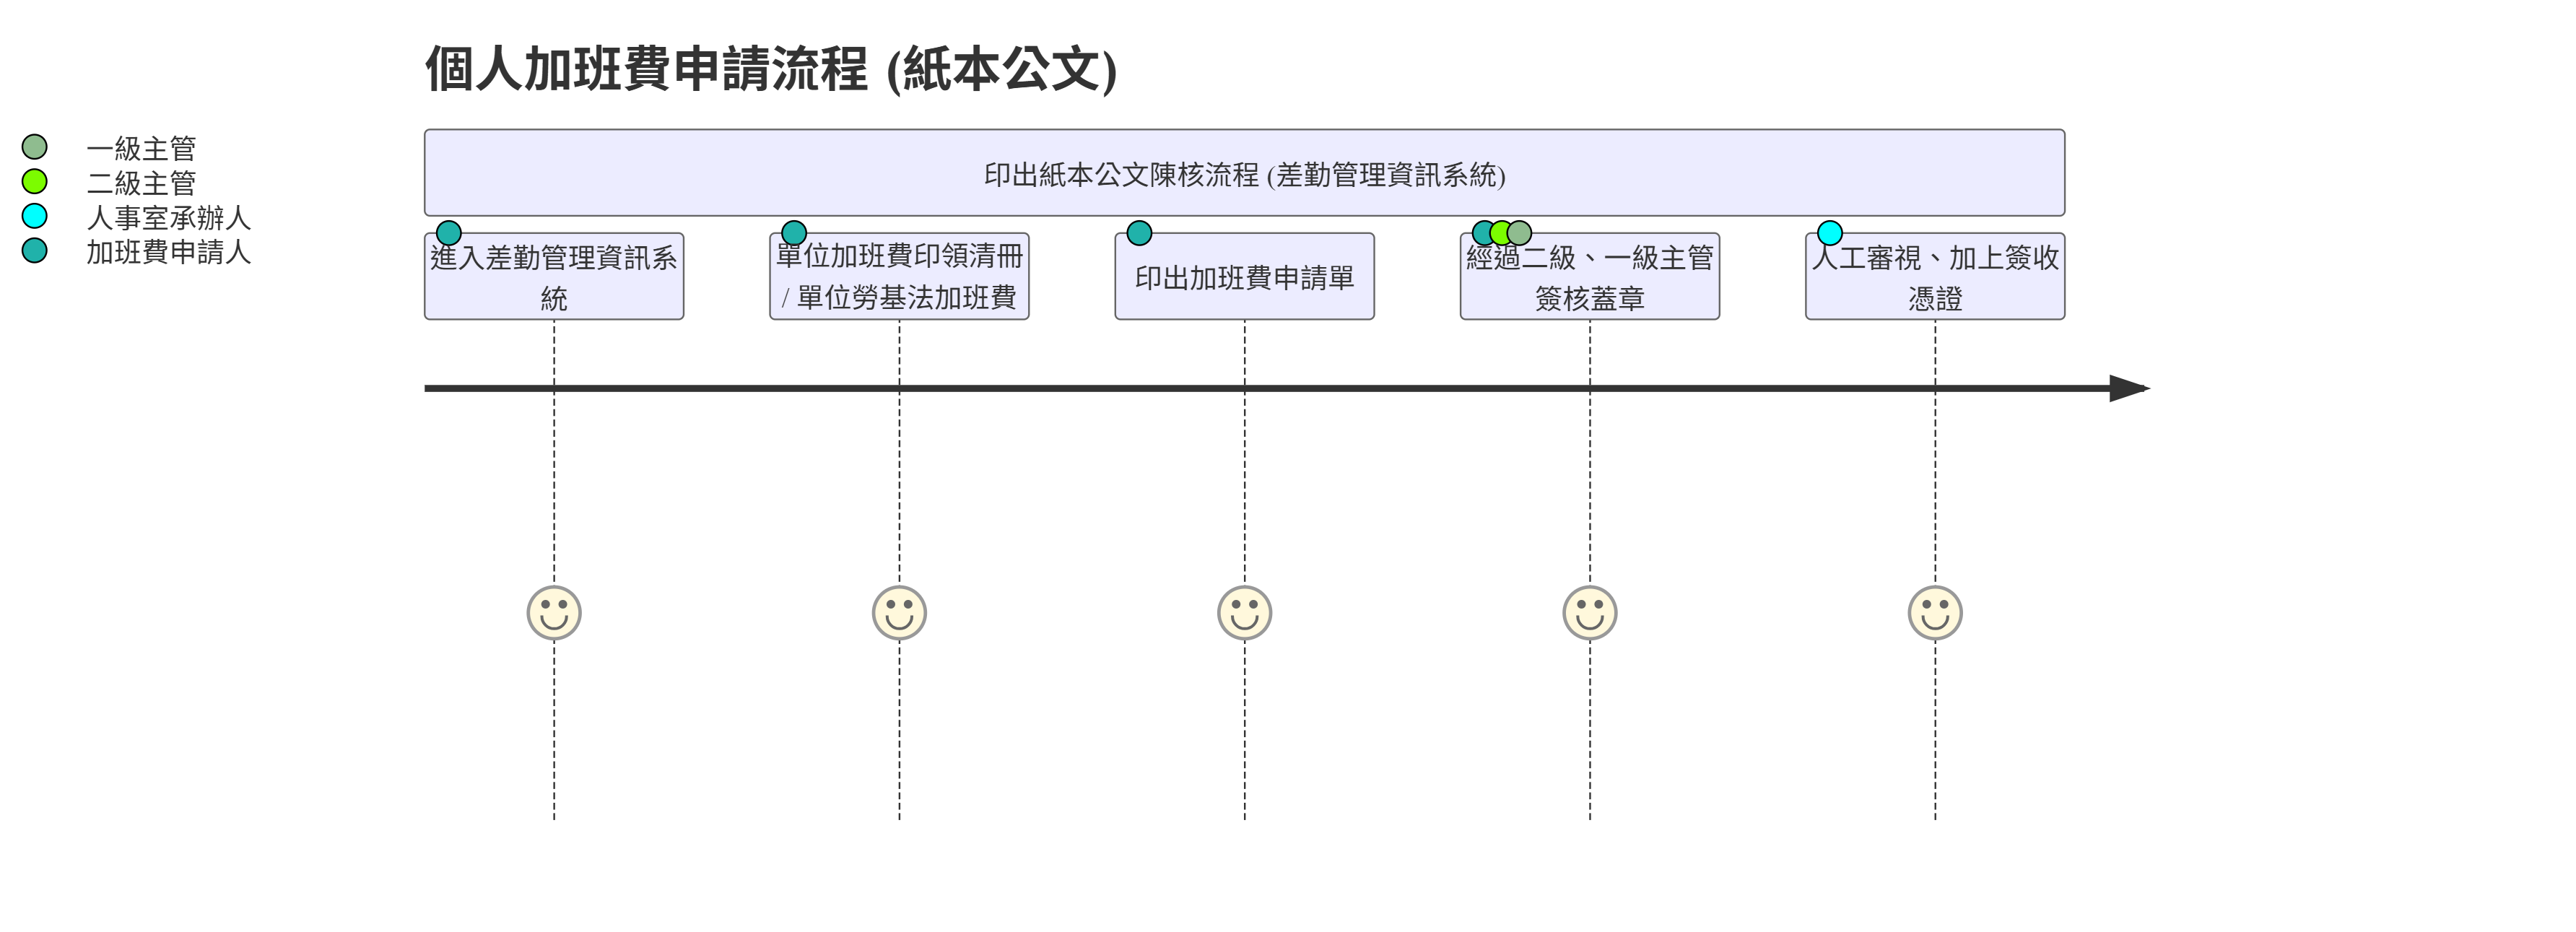 個人加班費申請流程 (紙本公文)
一級主管
二級主管
人事室承辦人
加班費申請人
印出紙本公文陳核流程 (差勤管理資訊系統)
進入差勤管理資訊系
統
單位加班費印領清冊
/ 單位勞基法加班費
印出加班費申請單
經過二級、一級主管
簽核蓋章
人工審視、加上簽收
憑證